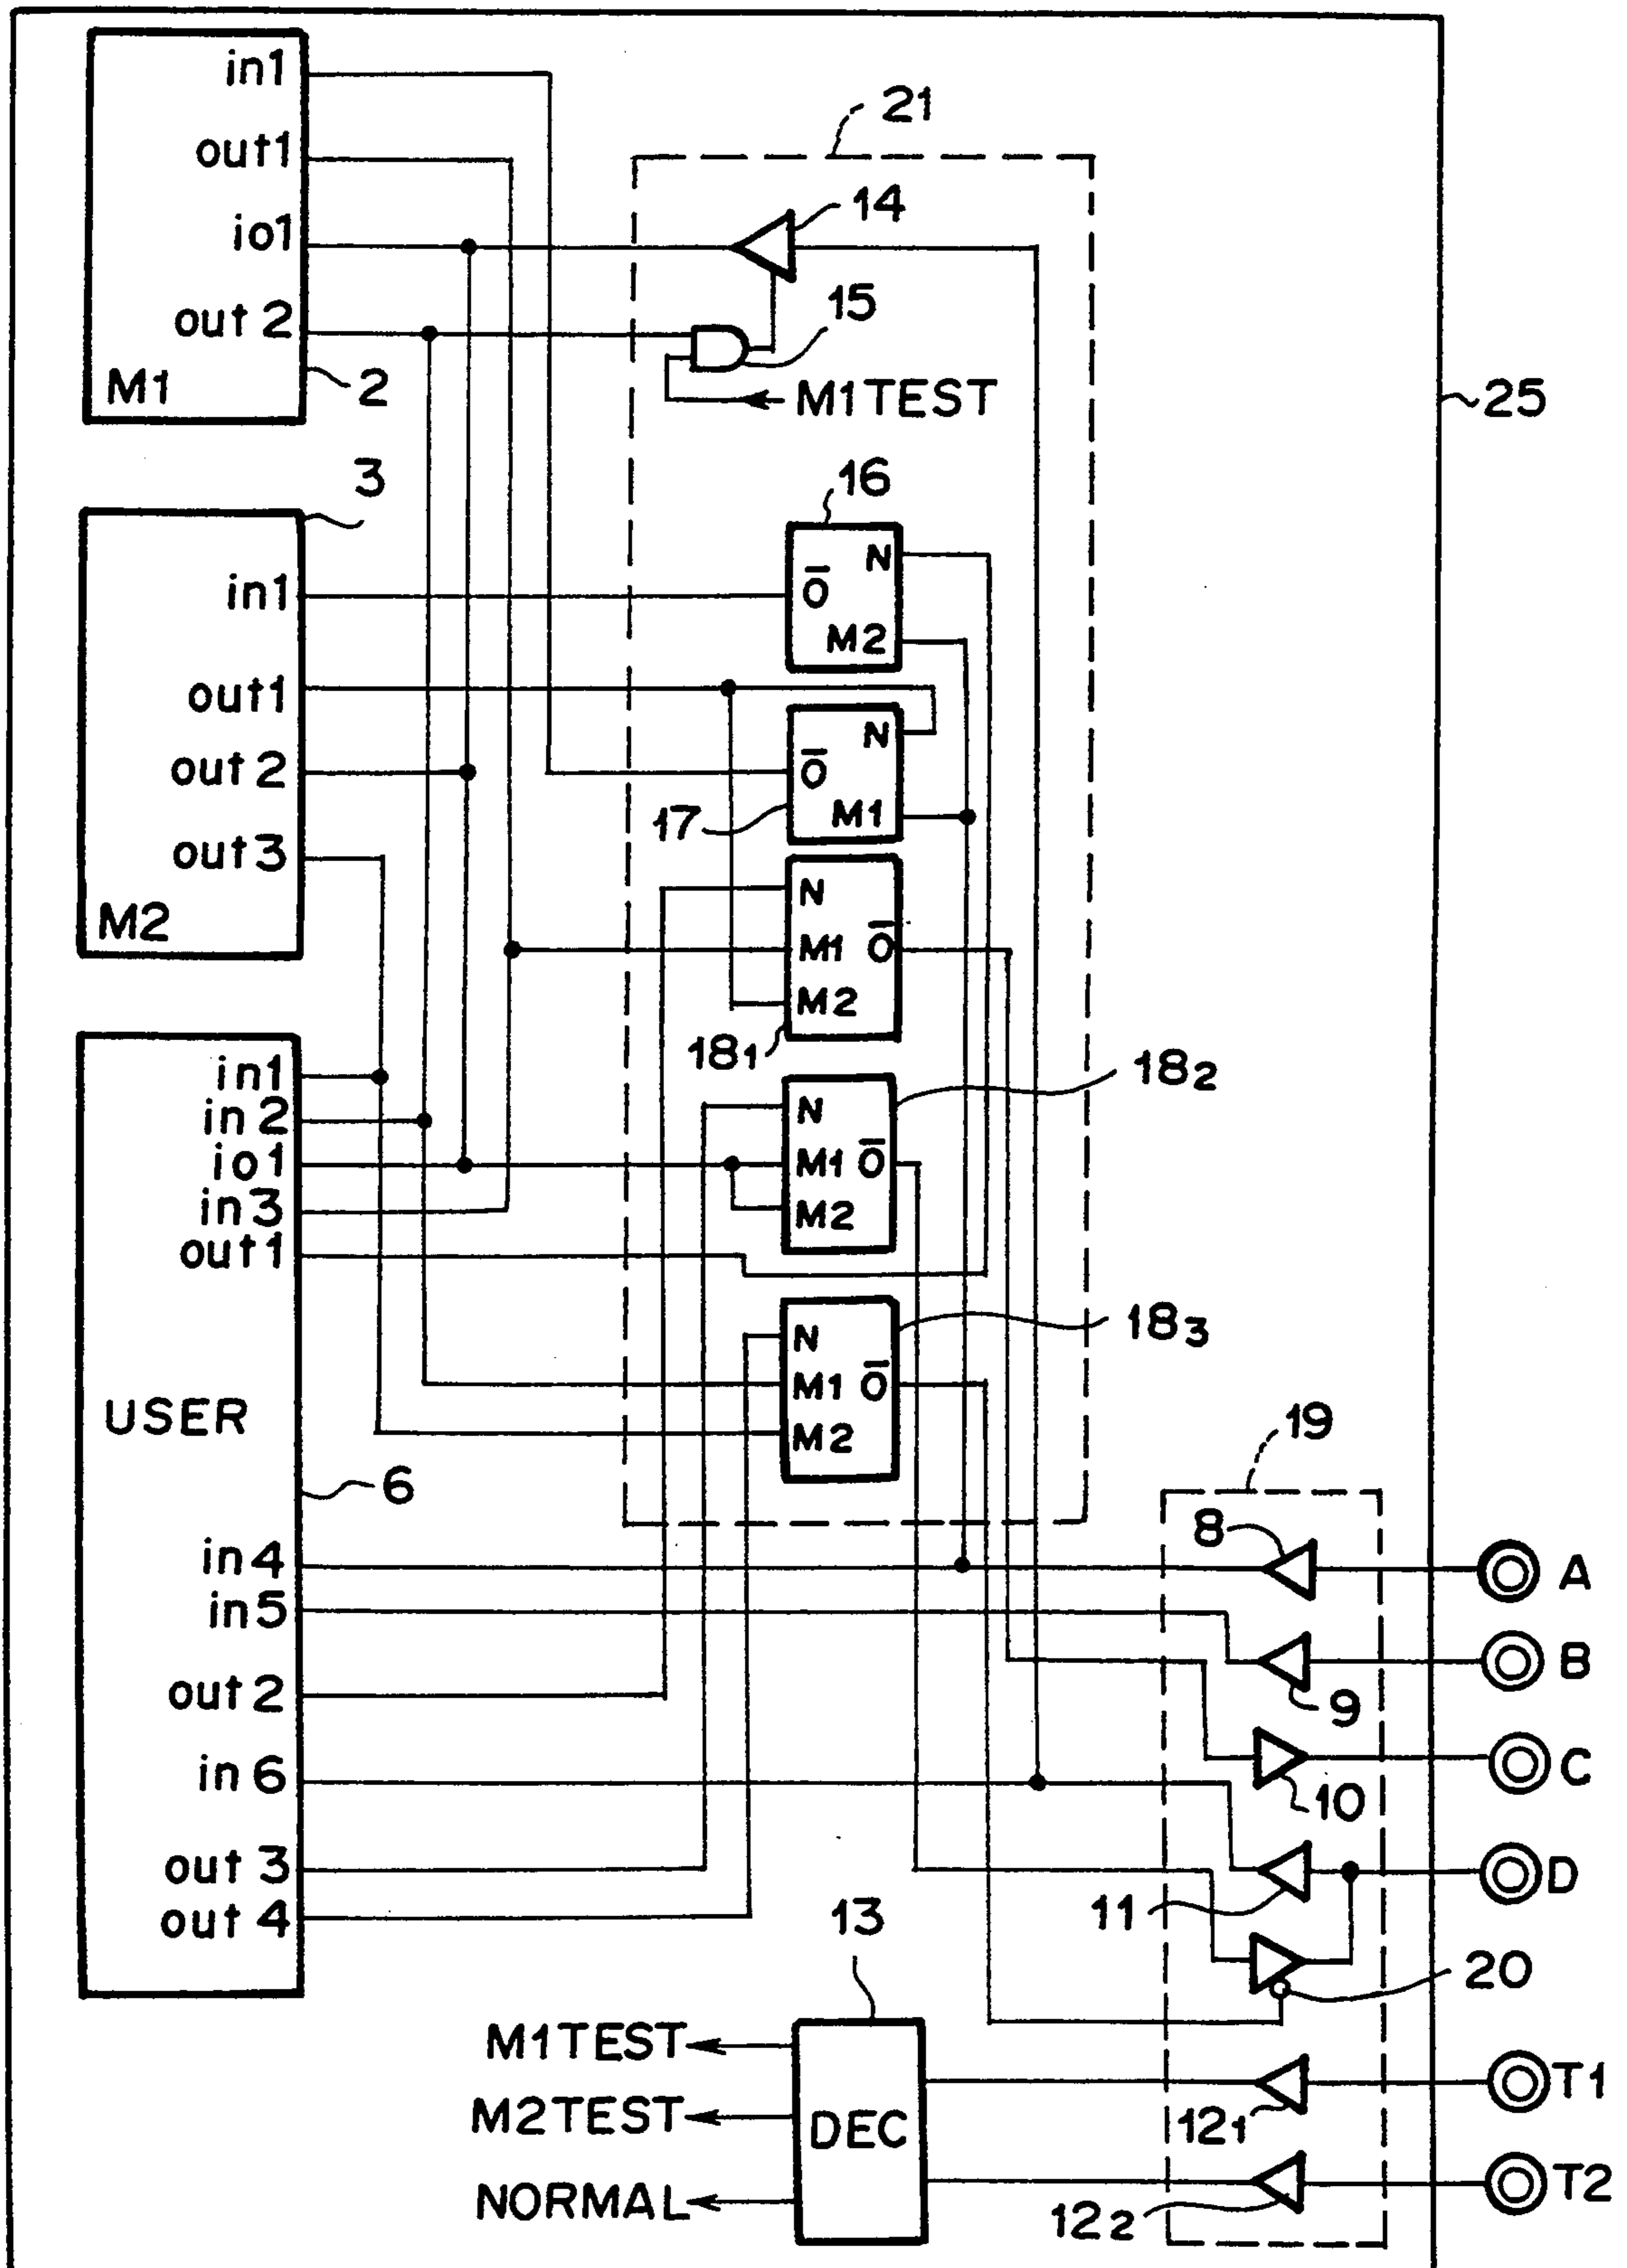 in1
out1
io1
out 2
M1
2
21
14
15
M1TEST
25
3
in1
out1
out 2
out3
M2
16
N
O̅
M2
N
O̅
M1
17
N
M1 O̅
M2
18₁
18₂
N
M1 O̅
M2
18₃
N
M1 O̅
M2
in1
in 2
io1
in3
out1
USER
6
in4
in5
out 2
in 6
out 3
out 4
19
8
A
B
9
C
10
D
11
20
13
M1TEST
M2TEST
NORMAL
DEC
T1
12₁
T2
12₂